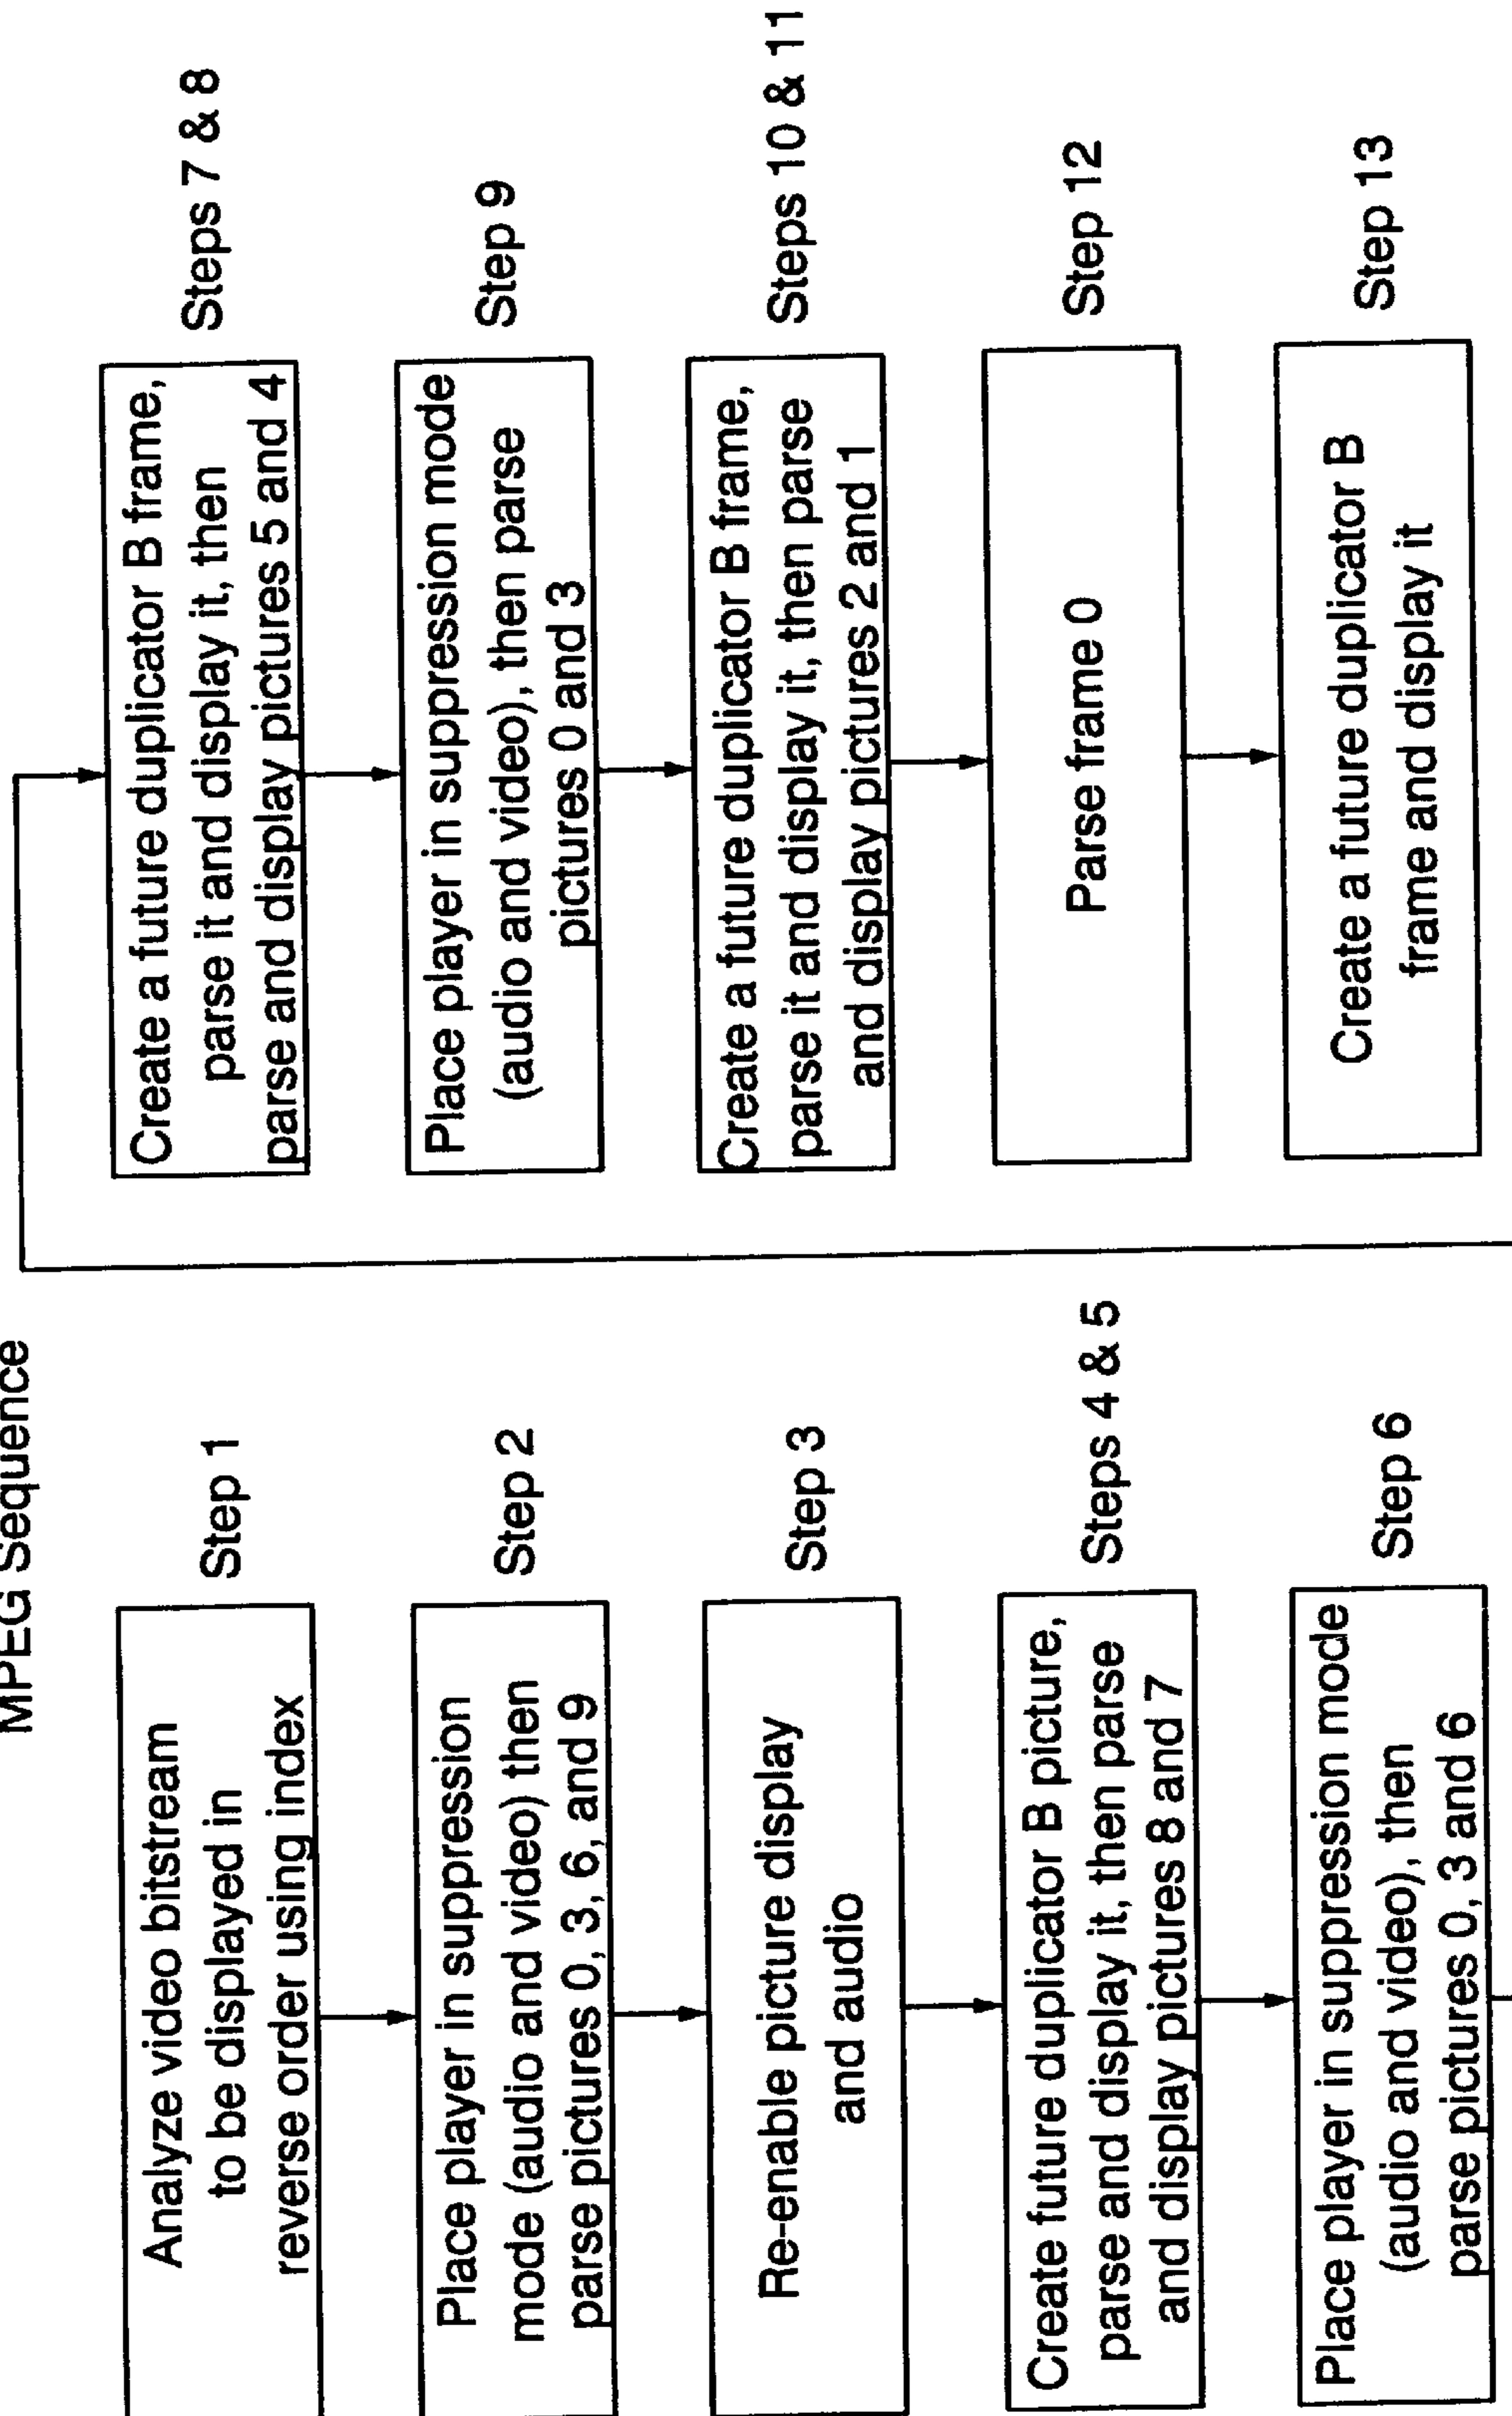 MPEG Sequence
Analyze video bitstream
to be displayed in
reverse order using index
Step 1
Place player in suppression
mode (audio and video) then
parse pictures 0, 3, 6, and 9
Step 2
Re-enable picture display
and audio
Step 3
Create future duplicator B picture,
parse and display it, then parse
and display pictures 8 and 7
Steps 4 & 5
Place player in suppression mode
(audio and video), then
parse pictures 0, 3 and 6
Step 6
Create a future duplicator B frame,
parse it and display it, then
parse and display pictures 5 and 4
Steps 7 & 8
Place player in suppression mode
(audio and video), then parse
pictures 0 and 3
Step 9
Create a future duplicator B frame,
parse it and display it, then parse
and display pictures 2 and 1
Steps 10 & 11
Parse frame 0
Step 12
Create a future duplicator B
frame and display it
Step 13